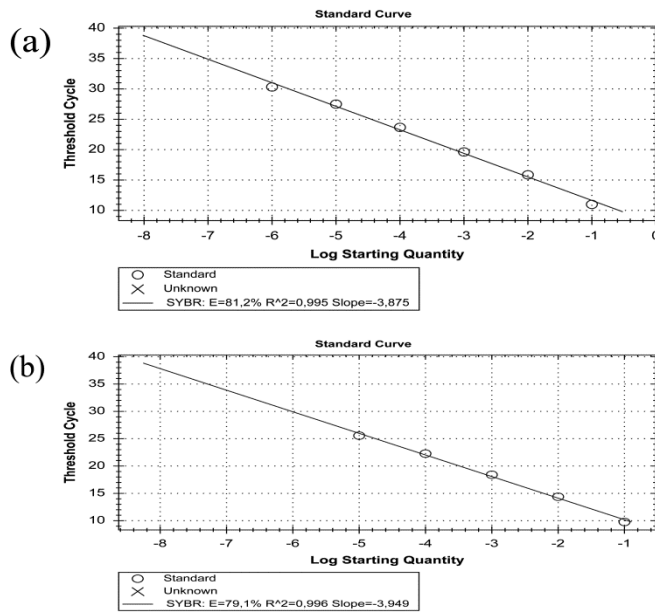 (a)
Standard Curve
Threshold Cycle
40
35
30
25
20
15
10
-8 -7 -6 -5 -4 -3 -2 -1 0
Log Starting Quantity
Standard
Unknown
SYBR: E=81,2% R^2=0,995 Slope=-3,875
(b)
Standard Curve
Threshold Cycle
40
35
30
25
20
15
10
-8 -7 -6 -5 -4 -3 -2 -1
Log Starting Quantity
Standard
Unknown
SYBR: E=79,1% R^2=0,996 Slope=-3,949